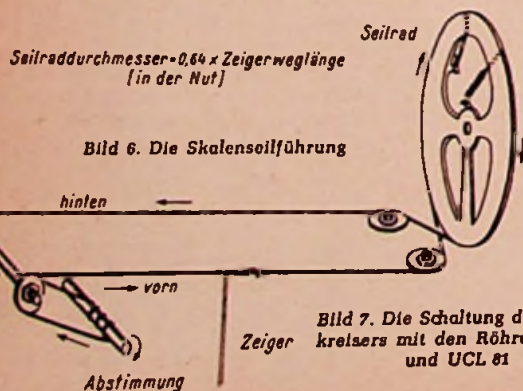 Seilrad
Seilraddurchmesser=0,64 x Zeigerweglänge
[in der Nut]
Bild 6. Die Skalenseilführung
hinten
vorn
Zeiger
Abstimmung
Bild 7. Die Schaltung d
kreisers mit den Röhre
und UCL 81